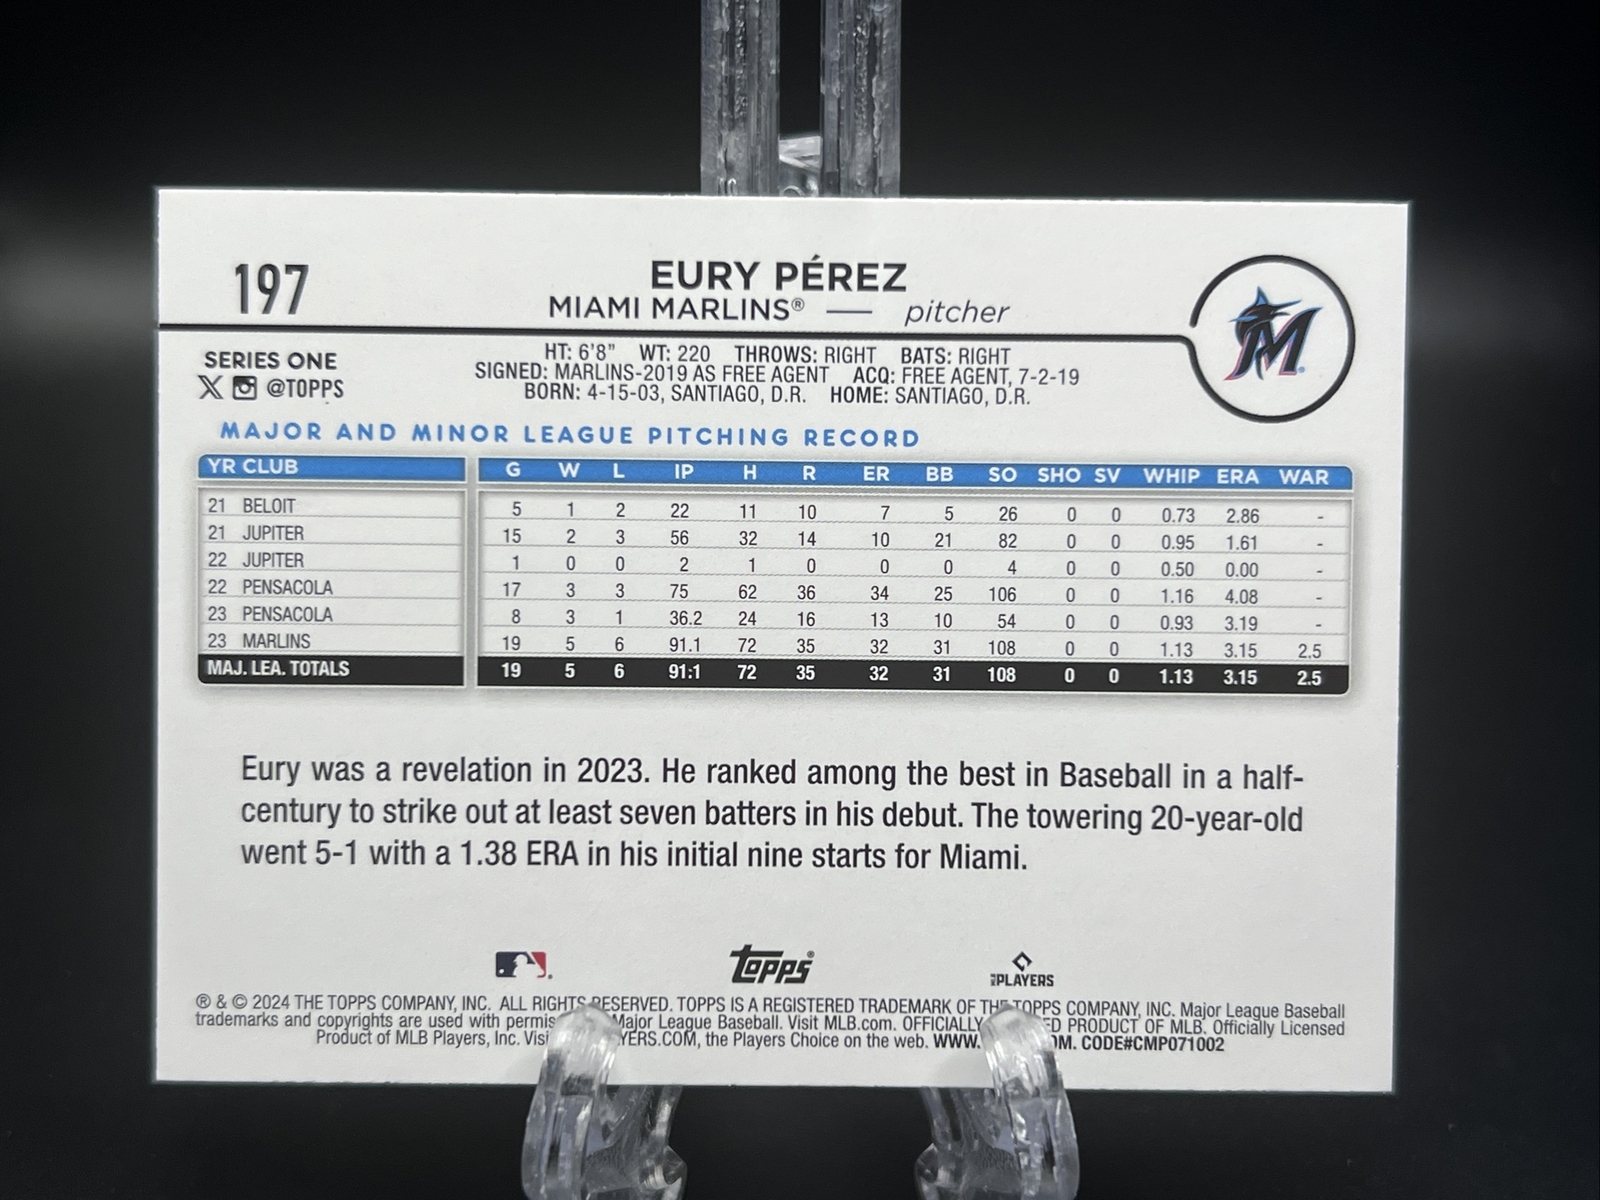 197
EURY PÉREZ
MIAMI MARLINS® — pitcher
M
SERIES ONE
X @TOPPS
HT: 6'8" WT: 220 THROWS: RIGHT BATS: RIGHT
SIGNED: MARLINS-2019 AS FREE AGENT ACQ: FREE AGENT, 7-2-19
BORN: 4-15-03, SANTIAGO, D.R. HOME: SANTIAGO, D.R.
MAJOR AND MINOR LEAGUE PITCHING RECORD
YR CLUB G W L IP H R ER BB SO SHO SV WHIP ERA WAR
21 BELOIT 5 1 2 22 11 10 7 5 26 0 0 0.73 2.86 -
21 JUPITER 15 2 3 56 32 14 10 21 82 0 0 0.95 1.61 -
22 JUPITER 1 0 0 2 1 0 0 0 4 0 0 0.50 0.00 -
22 PENSACOLA 17 3 3 75 62 36 34 25 106 0 0 1.16 4.08 -
23 PENSACOLA 8 3 1 36.2 24 16 13 10 54 0 0 0.93 3.19 -
23 MARLINS 19 5 6 91.1 72 35 32 31 108 0 0 1.13 3.15 2.5
MAJ. LEA. TOTALS 19 5 6 91:1 72 35 32 31 108 0 0 1.13 3.15 2.5
Eury was a revelation in 2023. He ranked among the best in Baseball in a half-
century to strike out at least seven batters in his debut. The towering 20-year-old
went 5-1 with a 1.38 ERA in his initial nine starts for Miami.
Topps®
PLAYERS
® & © 2024 THE TOPPS COMPANY, INC. ALL RIGHTS RESERVED. TOPPS IS A REGISTERED TRADEMARK OF THE TOPPS COMPANY, INC. Major League Baseball
trademarks and copyrights are used with permis Major League Baseball. Visit MLB.com. OFFICIALLY ED PRODUCT OF MLB. Officially Licensed
Product of MLB Players, Inc. Visi YERS.COM, the Players Choice on the web. WWW. OM. CODE#CMP071002